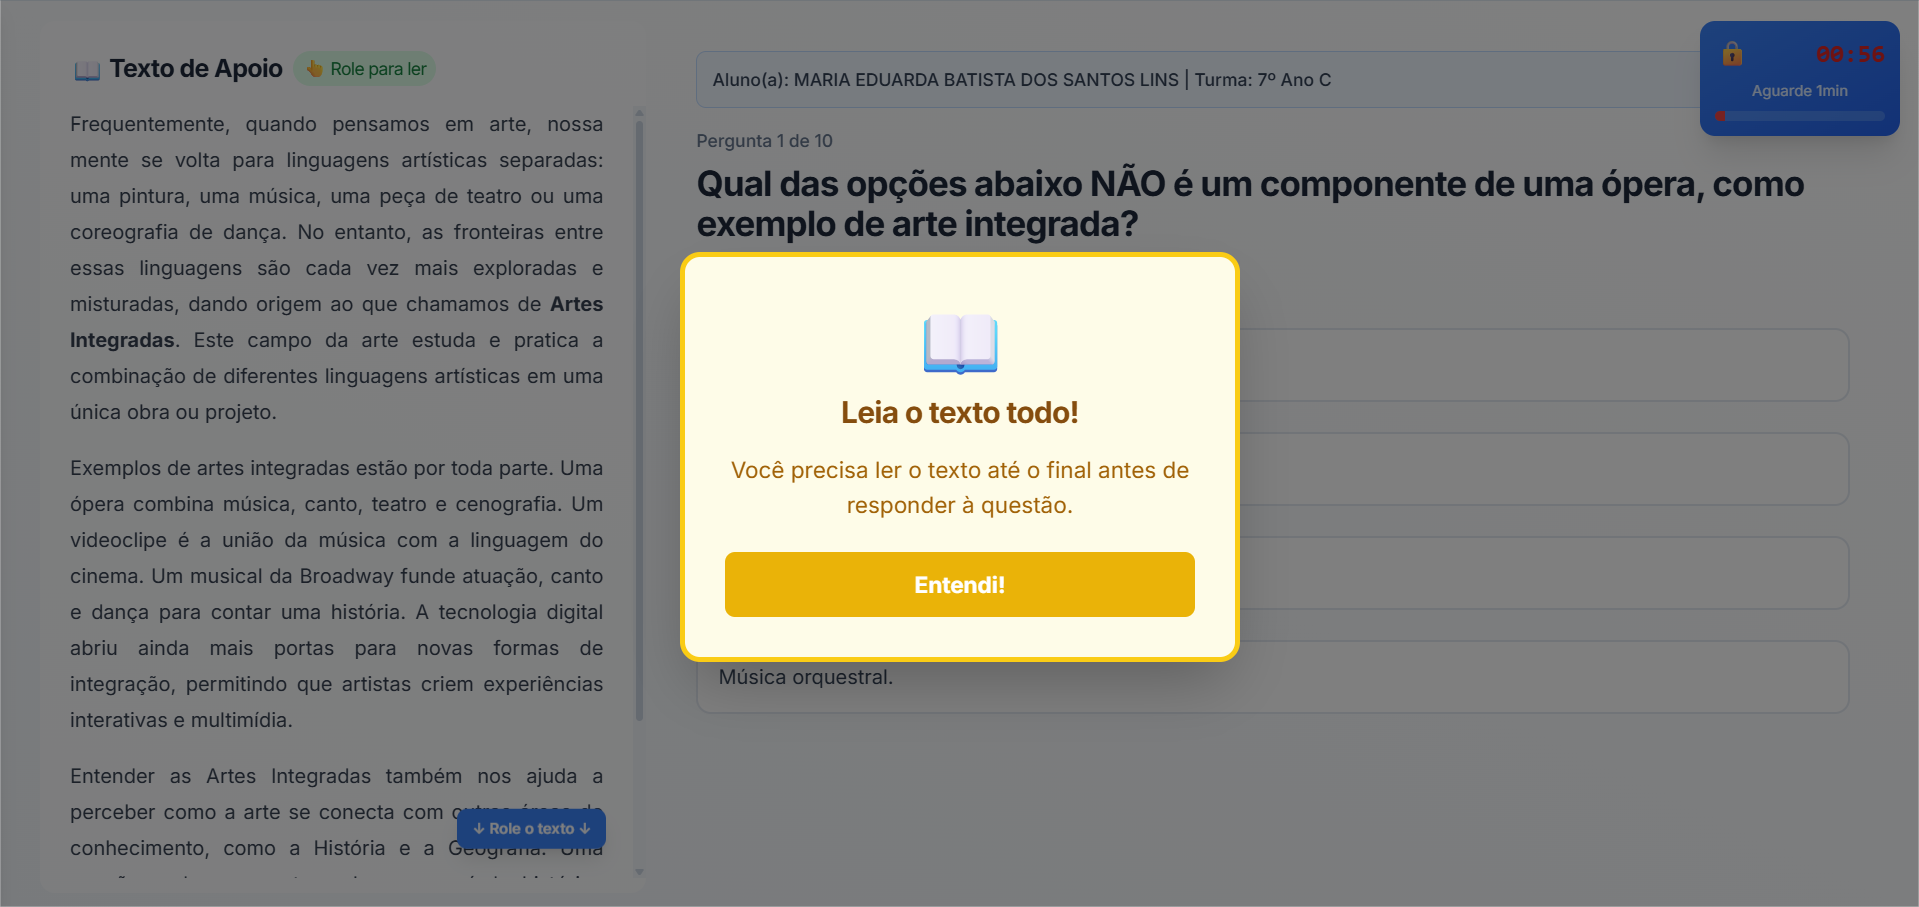 Texto de Apoio
Role para ler
Frequentemente, quando pensamos em arte, nossa
mente se volta para linguagens artísticas separadas:
uma pintura, uma música, uma peça de teatro ou uma
coreografia de dança. No entanto, as fronteiras entre
essas linguagens são cada vez mais exploradas e
misturadas, dando origem ao que chamamos de Artes
Integradas. Este campo da arte estuda e pratica a
combinação de diferentes linguagens artísticas em uma
única obra ou projeto.
Exemplos de artes integradas estão por toda parte. Uma
ópera combina música, canto, teatro e cenografia. Um
videoclipe é a união da música com a linguagem do
cinema. Um musical da Broadway funde atuação, canto
e dança para contar uma história. A tecnologia digital
abriu ainda mais portas para novas formas de
integração, permitindo que artistas criem experiências
interativas e multimídia.
Entender as Artes Integradas também nos ajuda a
perceber como a arte se conecta com outras áreas do
conhecimento, como a História e a Geografia. Uma
↓ Role o texto ↓
Aluno(a): MARIA EDUARDA BATISTA DOS SANTOS LINS | Turma: 7º Ano C
00:56
Aguarde 1min
Pergunta 1 de 10
Qual das opções abaixo NÃO é um componente de uma ópera, como
exemplo de arte integrada?
Leia o texto todo!
Você precisa ler o texto até o final antes de
responder à questão.
Entendi!
Música orquestral.